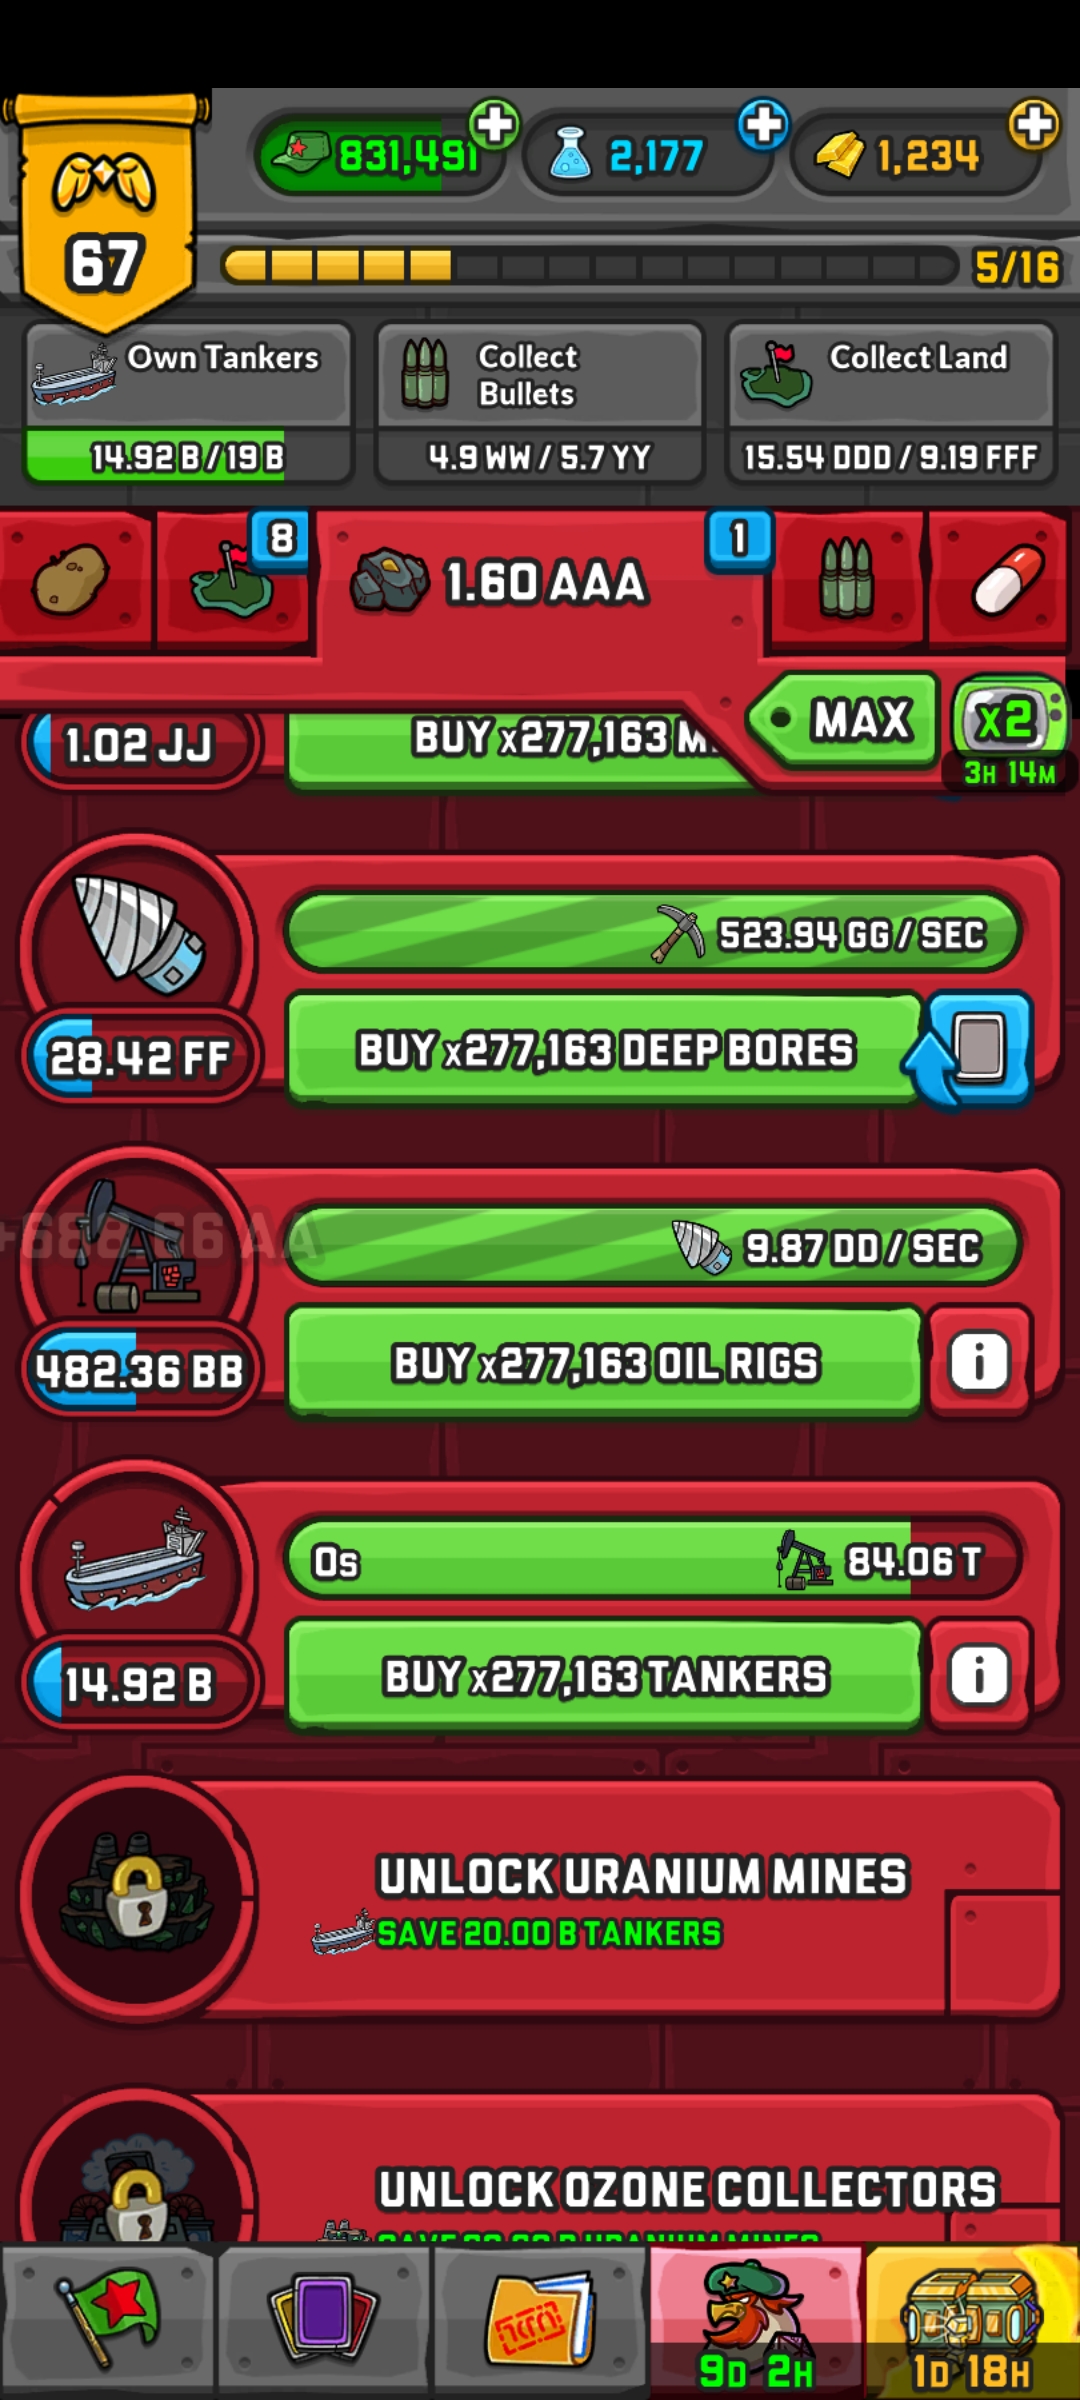 831,491
2,177
1,234
67
5/16
Own Tankers
14.92 B / 19 B
Collect
Bullets
4.9 WW / 5.7 YY
Collect Land
15.54 DDD / 9.19 FFF
8
1.60 AAA
1
MAX
x2
3H 14M
1.02 JJ
BUY x277,163
28.42 FF
523.94 GG / SEC
BUY x277,163 DEEP BORES
+688.66 AA
482.36 BB
9.87 DD / SEC
BUY x277,163 OIL RIGS
i
14.92 B
0s
84.06 T
BUY x277,163 TANKERS
i
UNLOCK URANIUM MINES
SAVE 20.00 B TANKERS
UNLOCK OZONE COLLECTORS
9D 2H
1D 18H